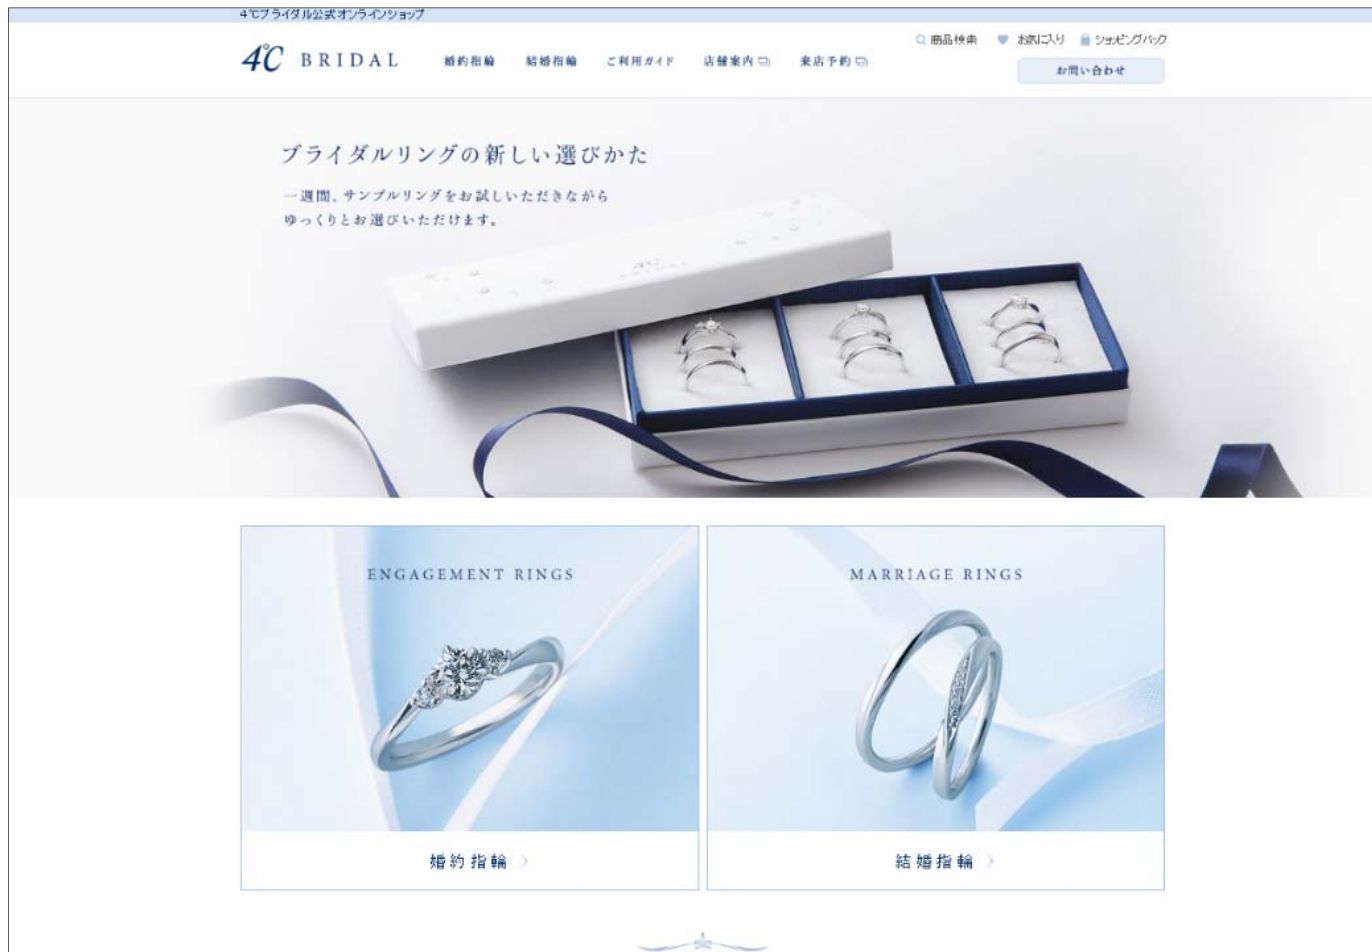 4℃ブライダル公式オンラインショップ
商品検索 お気に入り ショッピングバッグ
4℃ BRIDAL 婚約指輪 結婚指輪 ご利用ガイド 店舗案内 来店予約
お問い合わせ
ブライダルリングの新しい選びかた
一週間、サンプルリングをお試しいただきながら
ゆっくりとお選びいただけます。
4℃
BRIDAL
ENGAGEMENT RINGS
MARRIAGE RINGS
婚約指輪
結婚指輪